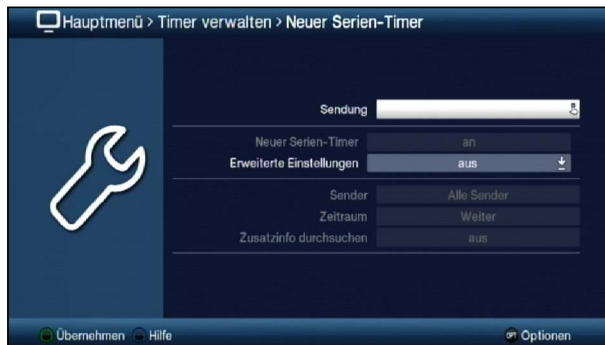 Hauptmenü > Timer verwalten > Neuer Serien-Timer
Sendung
Neuer Serien-Timer an
Erweiterte Einstellungen aus
Sender Alle Sender
Zeitraum Weiter
Zusatzinfo durchsuchen aus
Übernehmen Hilfe OPT Optionen